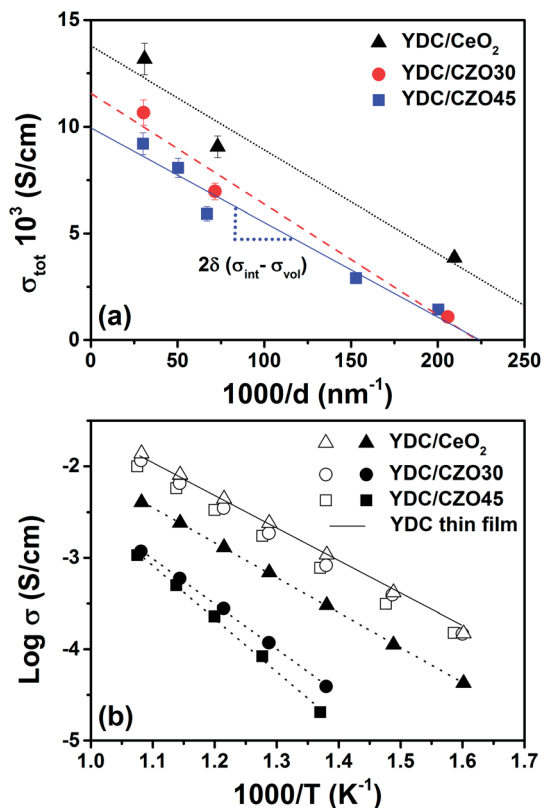 15
10
5
0
σtot 10³ (S/cm)
YDC/CeO₂
YDC/CZO30
YDC/CZO45
2δ (σint- σvol)
(a)
0 50 100 150 200 250
1000/d (nm⁻¹)
-2
-3
-4
-5
Log σ (S/cm)
YDC/CeO₂
YDC/CZO30
YDC/CZO45
YDC thin film
(b)
1.0 1.1 1.2 1.3 1.4 1.5 1.6 1.7
1000/T (K⁻¹)